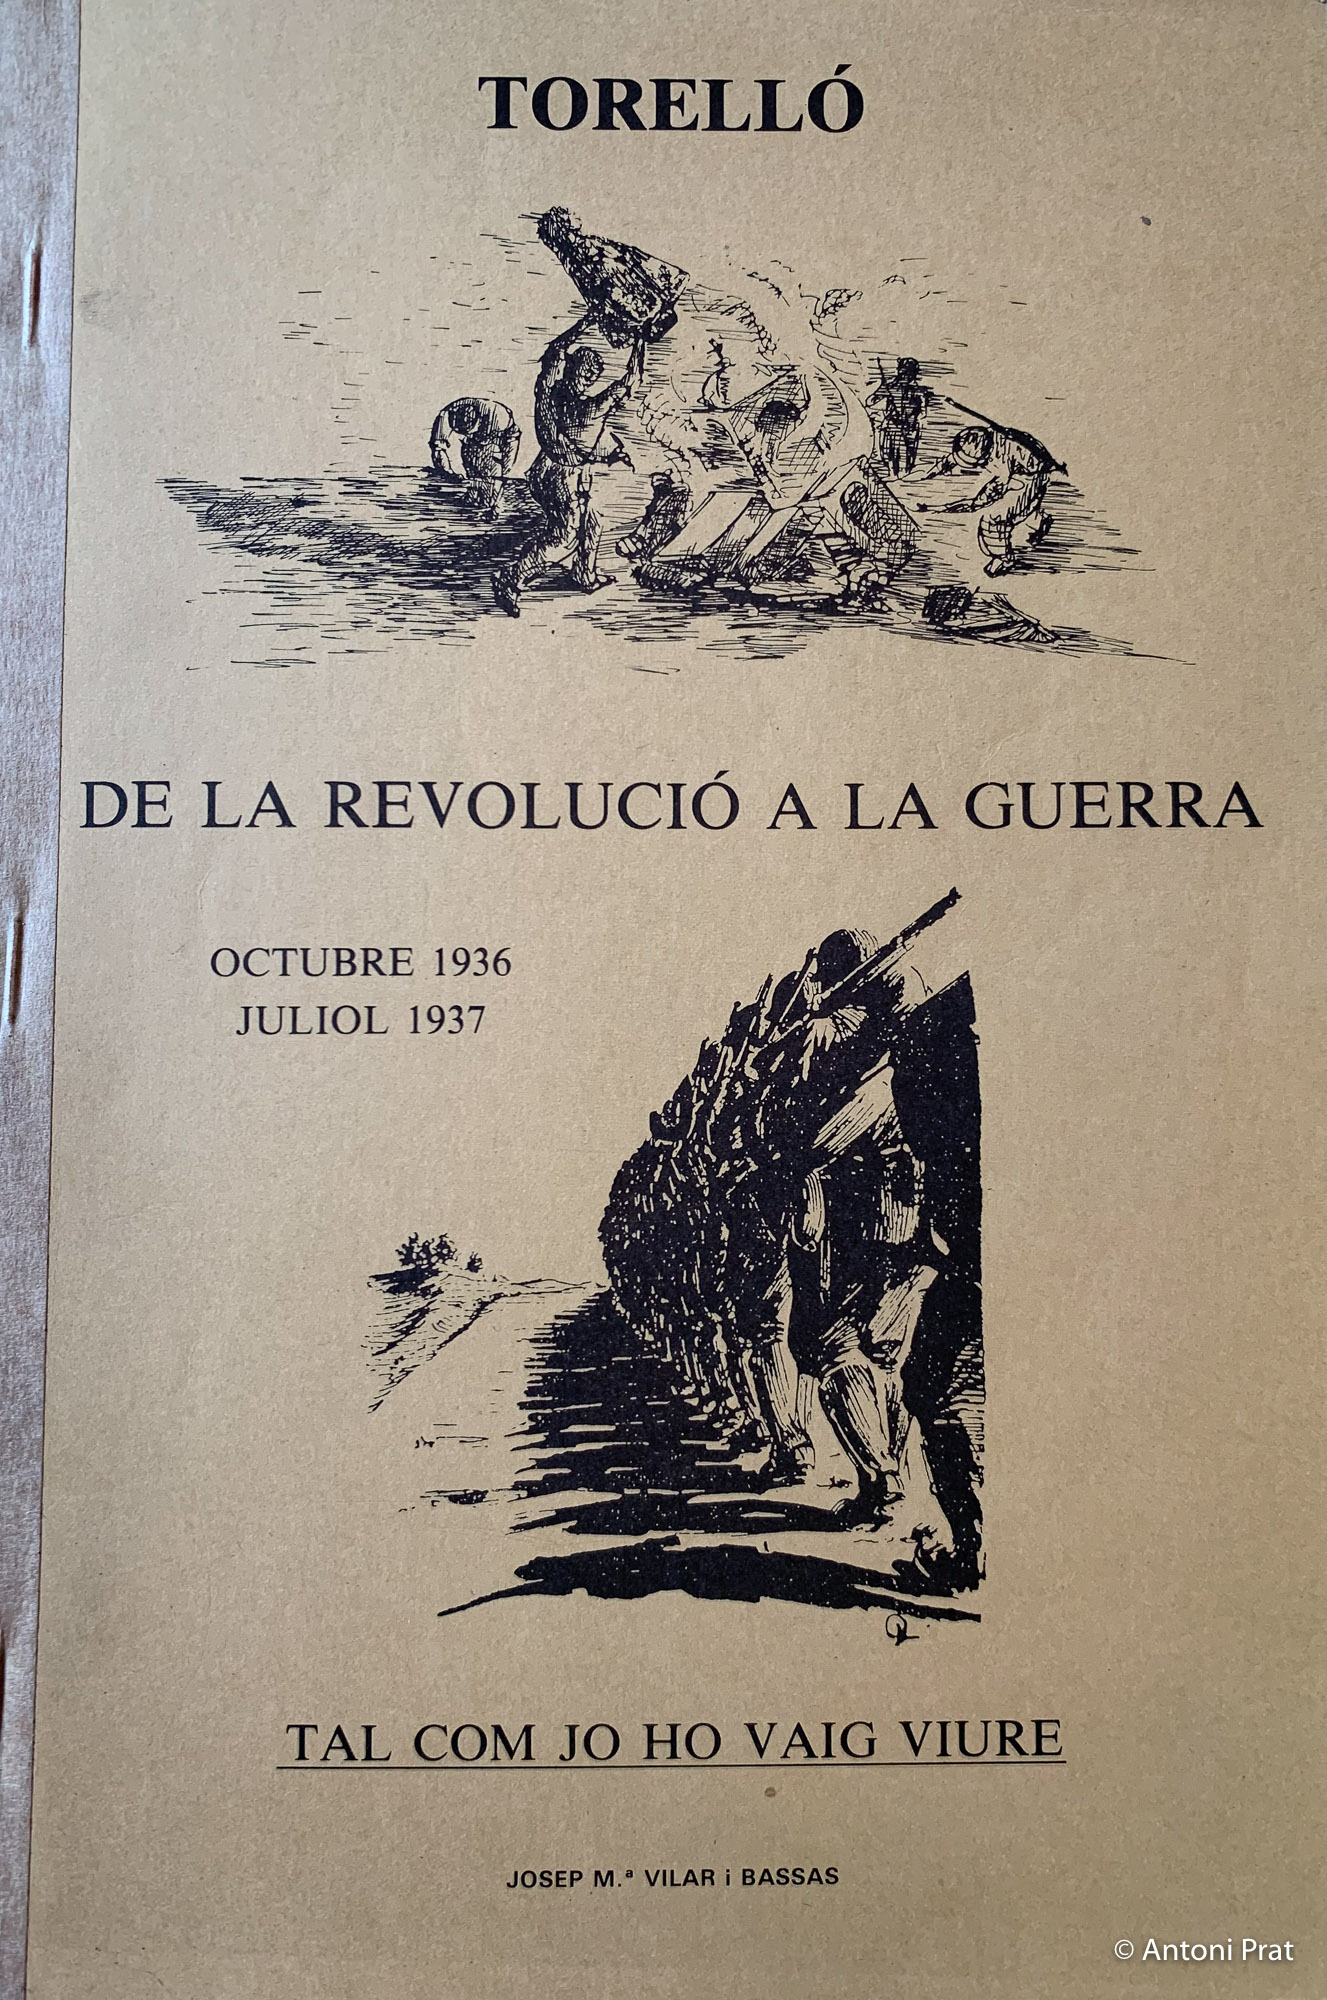 TORELLÓ
DE LA REVOLUCIÓ A LA GUERRA
OCTUBRE 1936
JULIOL 1937
TAL COM JO HO VAIG VIURE
JOSEP M.ª VILAR i BASSAS
© Antoni Prat